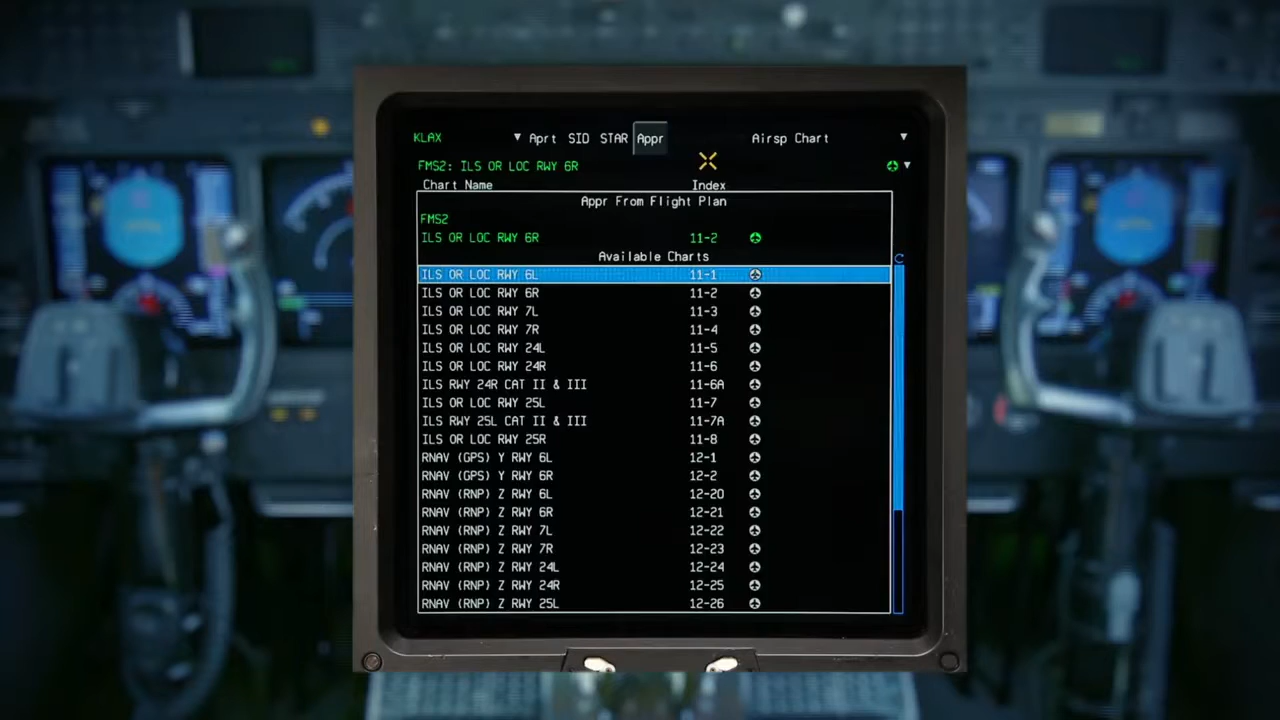 KLAX Aprt SID STAR Appr Airsp Chart
FMS2: ILS OR LOC RWY 6R
Chart Name Index
Appr From Flight Plan
FMS2
ILS OR LOC RWY 6R 11-2
Available Charts
ILS OR LOC RWY 6L 11-1
ILS OR LOC RWY 6R 11-2
ILS OR LOC RWY 7L 11-3
ILS OR LOC RWY 7R 11-4
ILS OR LOC RWY 24L 11-5
ILS OR LOC RWY 24R 11-6
ILS RWY 24R CAT II & III 11-6A
ILS OR LOC RWY 25L 11-7
ILS RWY 25L CAT II & III 11-7A
ILS OR LOC RWY 25R 11-8
RNAV (GPS) Y RWY 6L 12-1
RNAV (GPS) Y RWY 6R 12-2
RNAV (RNP) Z RWY 6L 12-20
RNAV (RNP) Z RWY 6R 12-21
RNAV (RNP) Z RWY 7L 12-22
RNAV (RNP) Z RWY 7R 12-23
RNAV (RNP) Z RWY 24L 12-24
RNAV (RNP) Z RWY 24R 12-25
RNAV (RNP) Z RWY 25L 12-26